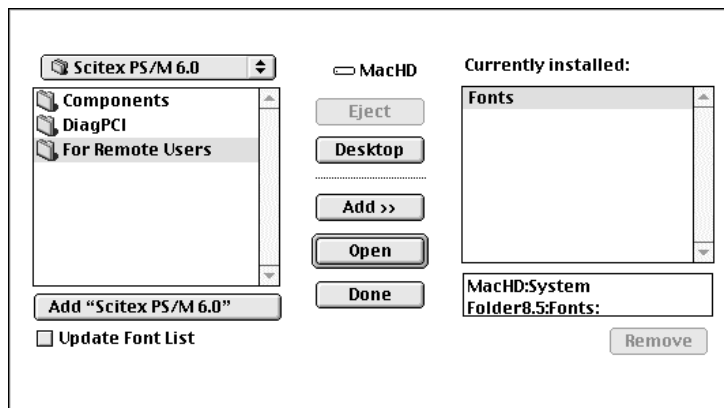 Scitex PS/M 6.0
Components
DiagPCI
For Remote Users
Add “Scitex PS/M 6.0”
Update Font List
MacHD
Eject
Desktop
Add >>
Open
Done
Currently installed:
Fonts
MacHD:System
Folder8.5:Fonts:
Remove